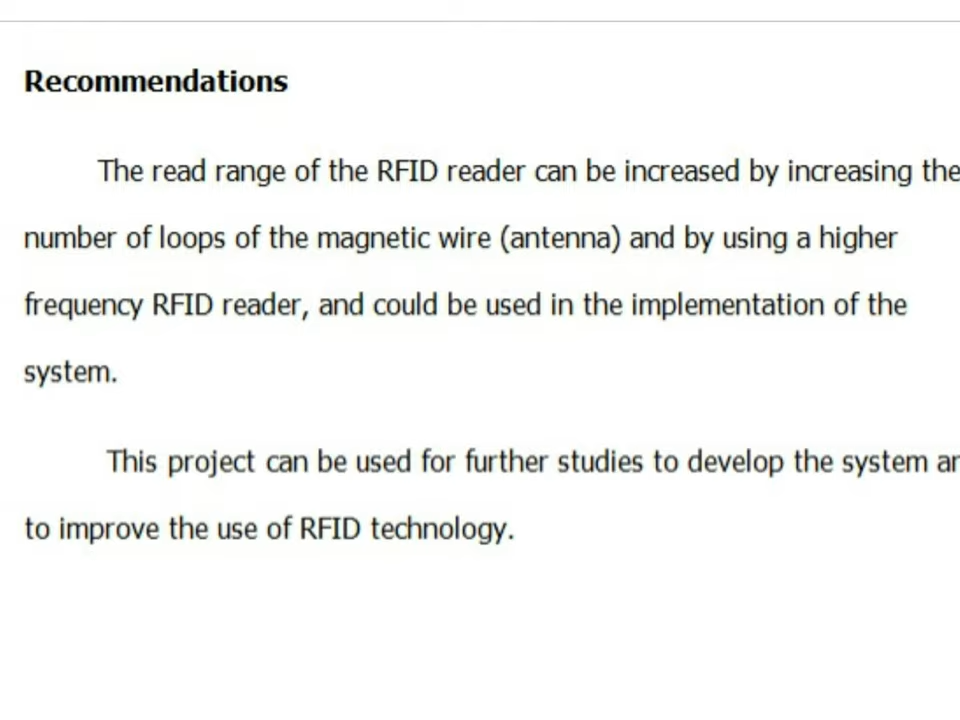 Recommendations
The read range of the RFID reader can be increased by increasing the
number of loops of the magnetic wire (antenna) and by using a higher
frequency RFID reader, and could be used in the implementation of the
system.
This project can be used for further studies to develop the system
to improve the use of RFID technology.